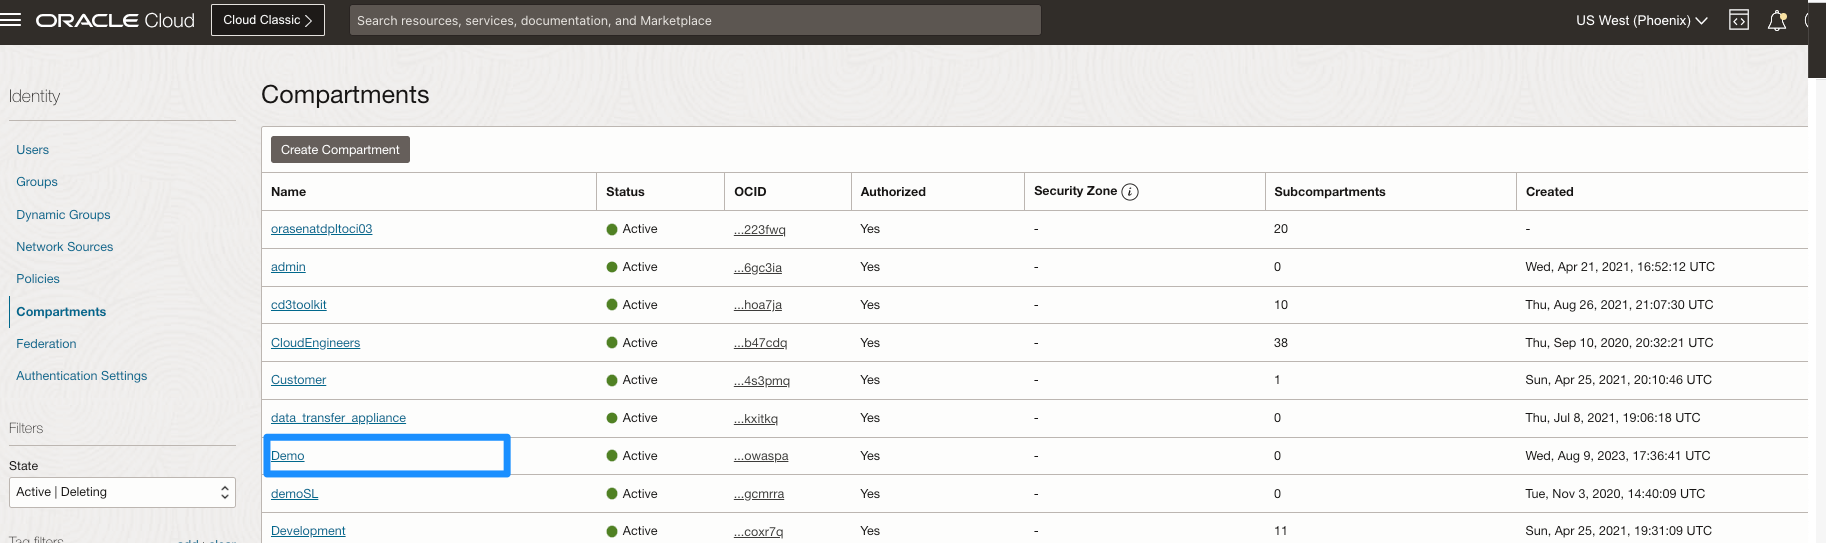 ORACLE Cloud
Cloud Classic >
Search resources, services, documentation, and Marketplace
US West (Phoenix)
Identity
Users
Groups
Dynamic Groups
Network Sources
Policies
Compartments
Federation
Authentication Settings
Filters
State
Active | Deleting
Compartments
Create Compartment
Name Status OCID Authorized Security Zone i Subcompartments Created
orasenatdpltoci03 Active ...223fwq Yes - 20 -
admin Active ...6gc3ia Yes - 0 Wed, Apr 21, 2021, 16:52:12 UTC
cd3toolkit Active ...hoa7ja Yes - 10 Thu, Aug 26, 2021, 21:07:30 UTC
CloudEngineers Active ...b47cdq Yes - 38 Thu, Sep 10, 2020, 20:32:21 UTC
Customer Active ...4s3pmq Yes - 1 Sun, Apr 25, 2021, 20:10:46 UTC
data_transfer_appliance Active ...kxitkq Yes - 0 Thu, Jul 8, 2021, 19:06:18 UTC
Demo Active ...owaspa Yes - 0 Wed, Aug 9, 2023, 17:36:41 UTC
demoSL Active ...gcmrra Yes - 0 Tue, Nov 3, 2020, 14:40:09 UTC
Development Active ...coxr7q Yes - 11 Sun, Apr 25, 2021, 19:31:09 UTC